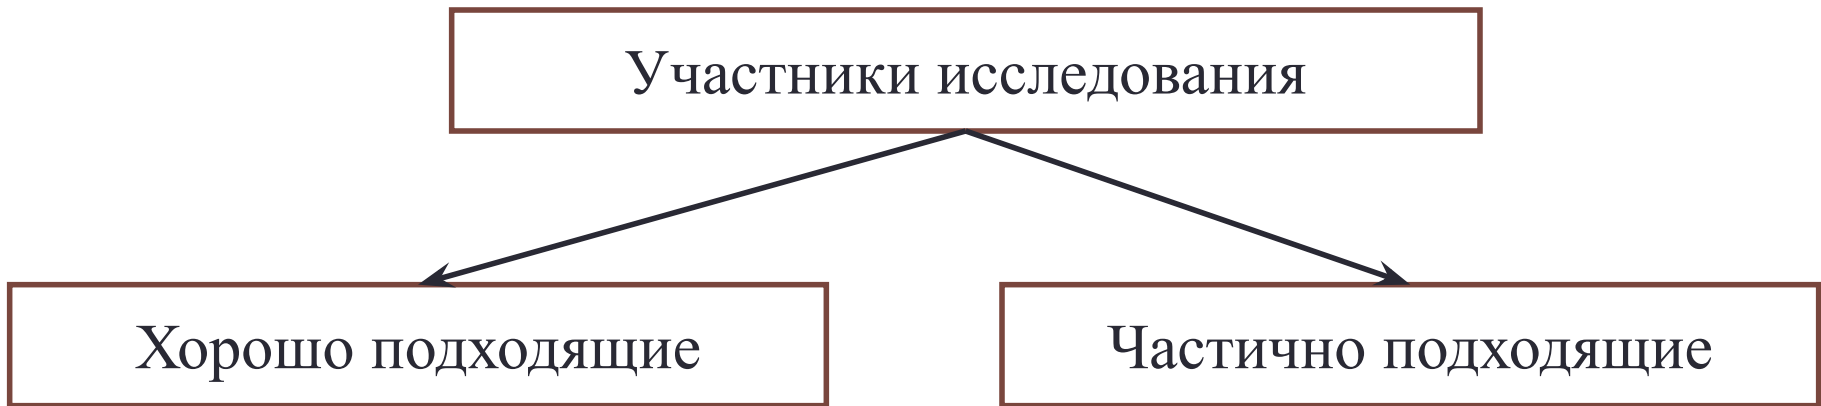 Участники исследования
Хорошо подходящие
Частично подходящие